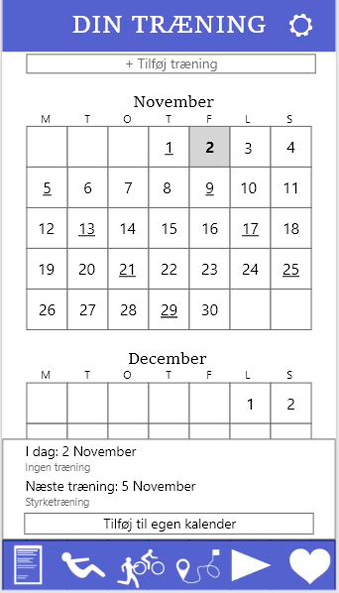 DIN TRÆNING
+ Tilføj træning
November
M T O T F L S
1 2 3 4
5 6 7 8 9 10 11
12 13 14 15 16 17 18
19 20 21 22 23 24 25
26 27 28 29 30
December
M T O T F L S
1 2
I dag: 2 November
Ingen træning
Næste træning: 5 November
Styrketræning
Tilføj til egen kalender